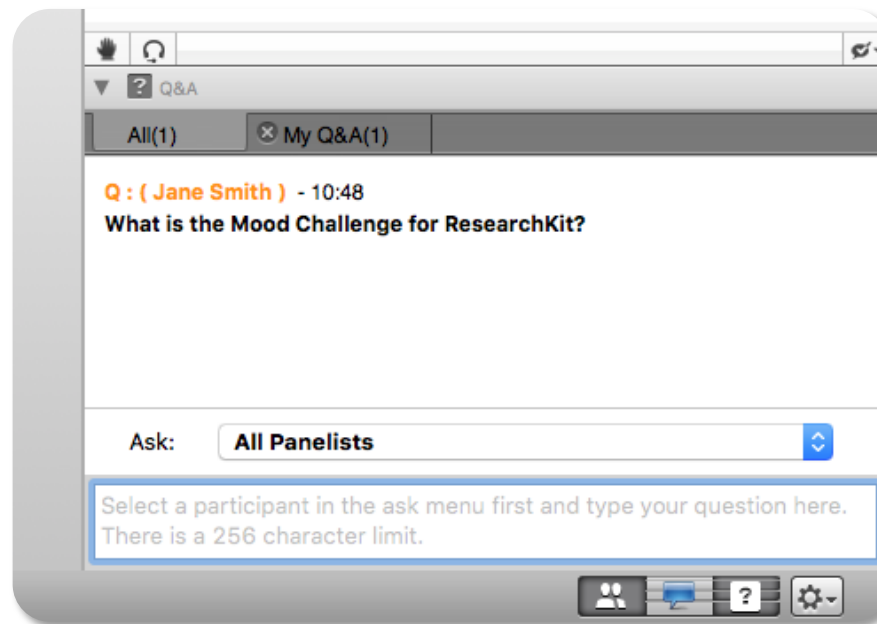 ? Q&A
All(1)
My Q&A(1)
Q : ( Jane Smith ) - 10:48
What is the Mood Challenge for ResearchKit?
Ask:
All Panelists
Select a participant in the ask menu first and type your question here.
There is a 256 character limit.
?